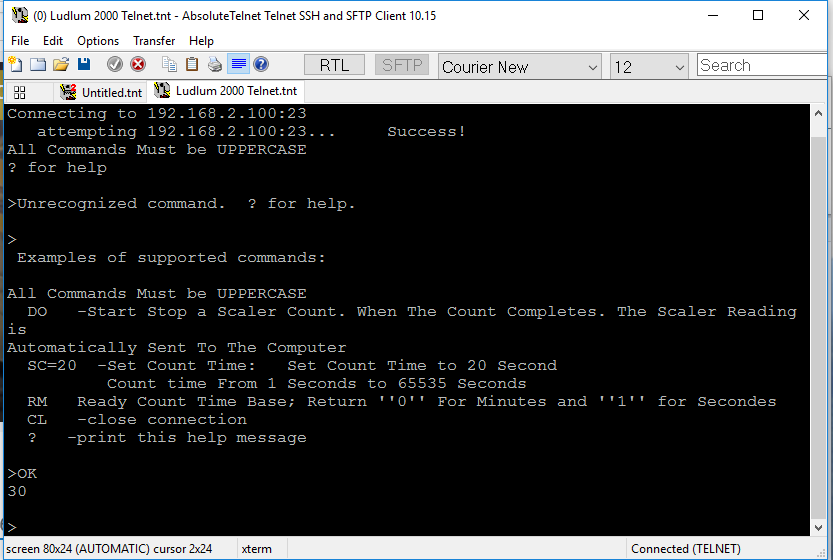 (0) Ludlum 2000 Telnet.tnt - AbsoluteTelnet Telnet SSH and SFTP Client 10.15
File Edit Options Transfer Help
RTL SFTP Courier New 12 Search
Untitled.tnt Ludlum 2000 Telnet.tnt
Connecting to 192.168.2.100:23
attempting 192.168.2.100:23... Success!
All Commands Must be UPPERCASE
? for help
>Unrecognized command. ? for help.
>
Examples of supported commands:
All Commands Must be UPPERCASE
DO -Start Stop a Scaler Count. When The Count Completes. The Scaler Reading
is
Automatically Sent To The Computer
SC=20 -Set Count Time: Set Count Time to 20 Second
Count time From 1 Seconds to 65535 Seconds
RM Ready Count Time Base; Return ''0'' For Minutes and ''1'' for Secondes
CL -close connection
? -print this help message
>OK
30
>
screen 80x24 (AUTOMATIC) cursor 2x24 xterm Connected (TELNET)